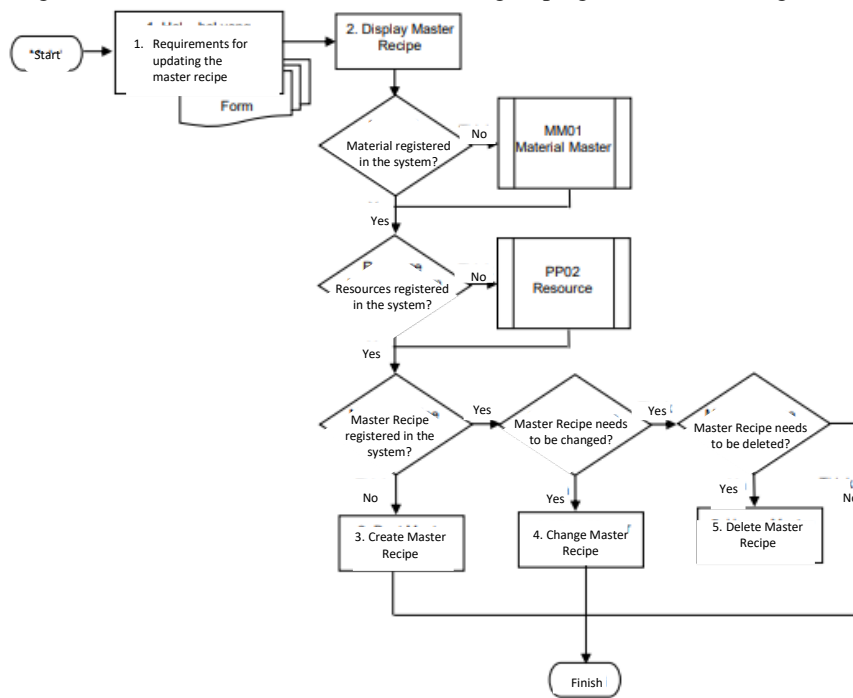 "Start"
1. Requirements for
updating the
master recipe
Form
2. Display Master
Recipe
Material registered
in the system?
No
MM01
Material Master
Yes
Resources registered
in the system?
No
PP02
Resource
Yes
Master Recipe
registered in the
system?
Yes
Master Recipe needs
to be changed?
Yes
Master Recipe needs
to be deleted?
No
Yes
Yes
No
3. Create Master
Recipe
4. Change Master
Recipe
5. Delete Master
Recipe
Finish